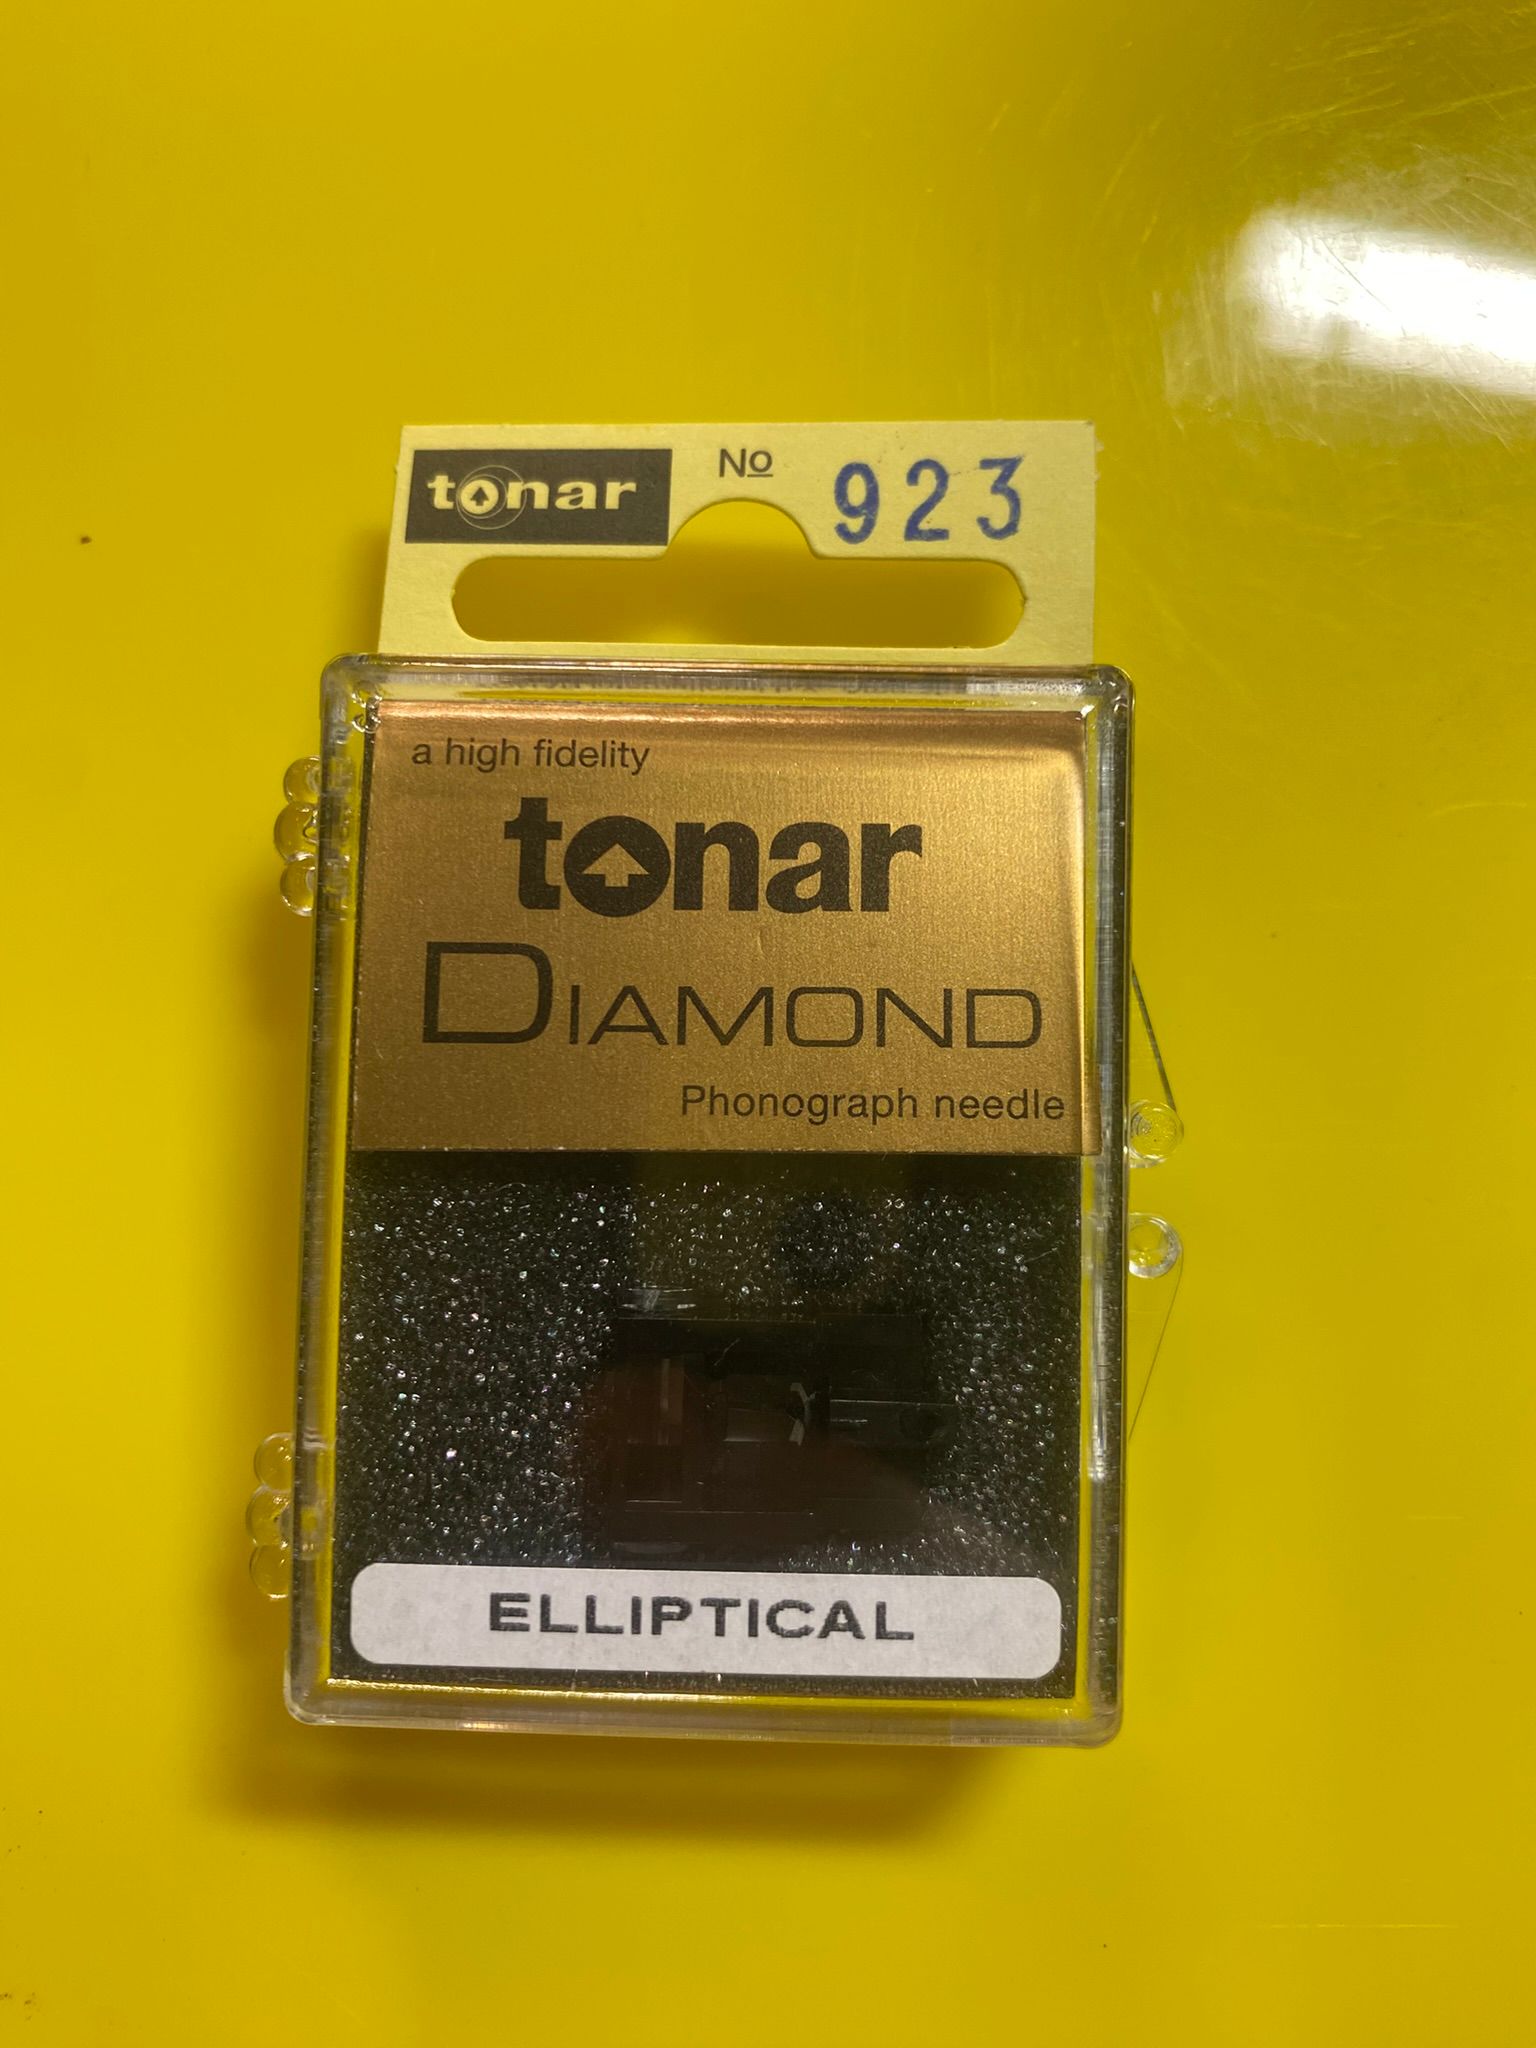 tonar
No 923
a high fidelity
tonar
DIAMOND
Phonograph needle
ELLIPTICAL